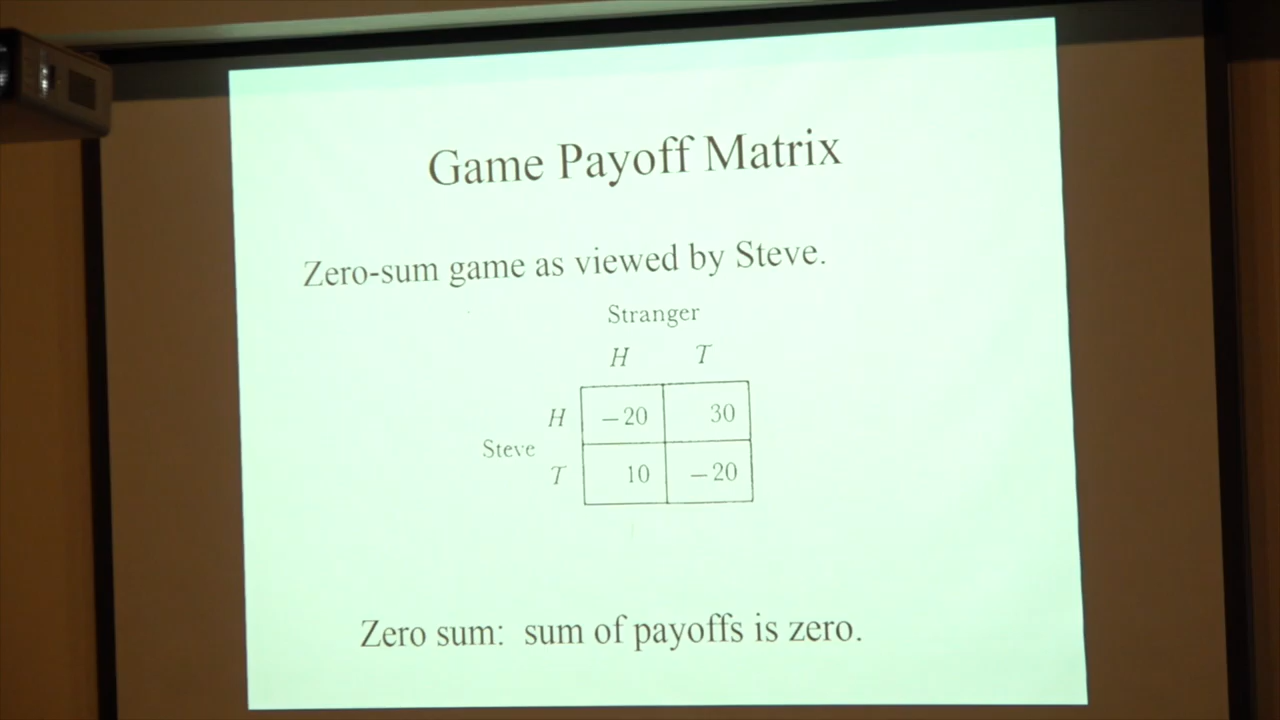 Game Payoff Matrix
Zero-sum game as viewed by Steve.
Stranger
H T
H −20 30
Steve
T 10 −20
Zero sum: sum of payoffs is zero.